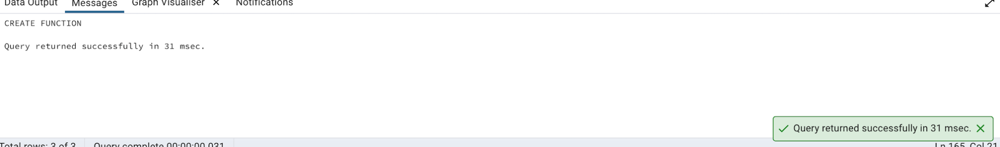 Data Output Messages Graph Visualiser × Notifications
CREATE FUNCTION
Query returned successfully in 31 msec.
Query returned successfully in 31 msec.
Total rows: 3 of 3 Query complete 00:00:00.031 Ln 165, Col 21